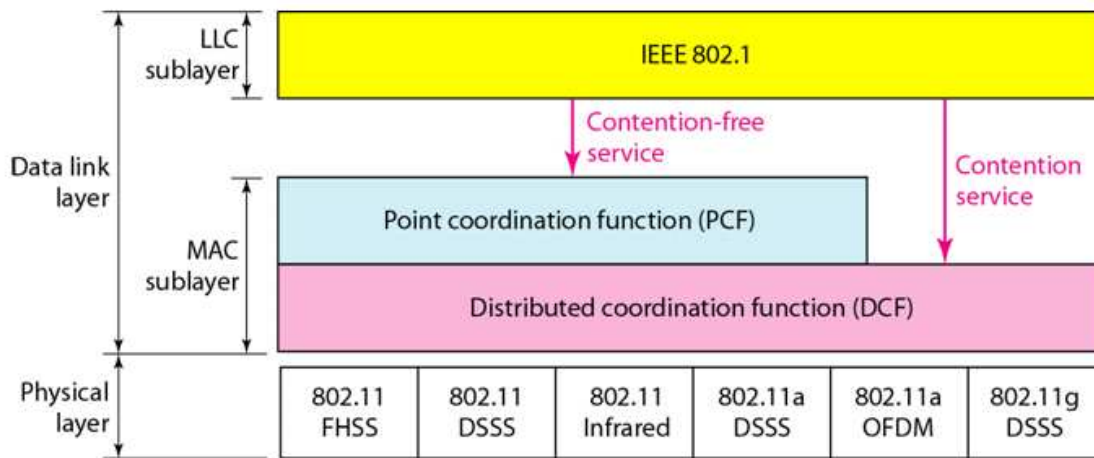 LLC
sublayer
IEEE 802.1
Contention-free
service
Contention
service
Data link
layer
MAC
sublayer
Point coordination function (PCF)
Distributed coordination function (DCF)
Physical
layer
802.11
FHSS
802.11
DSSS
802.11
Infrared
802.11a
DSSS
802.11a
OFDM
802.11g
DSSS